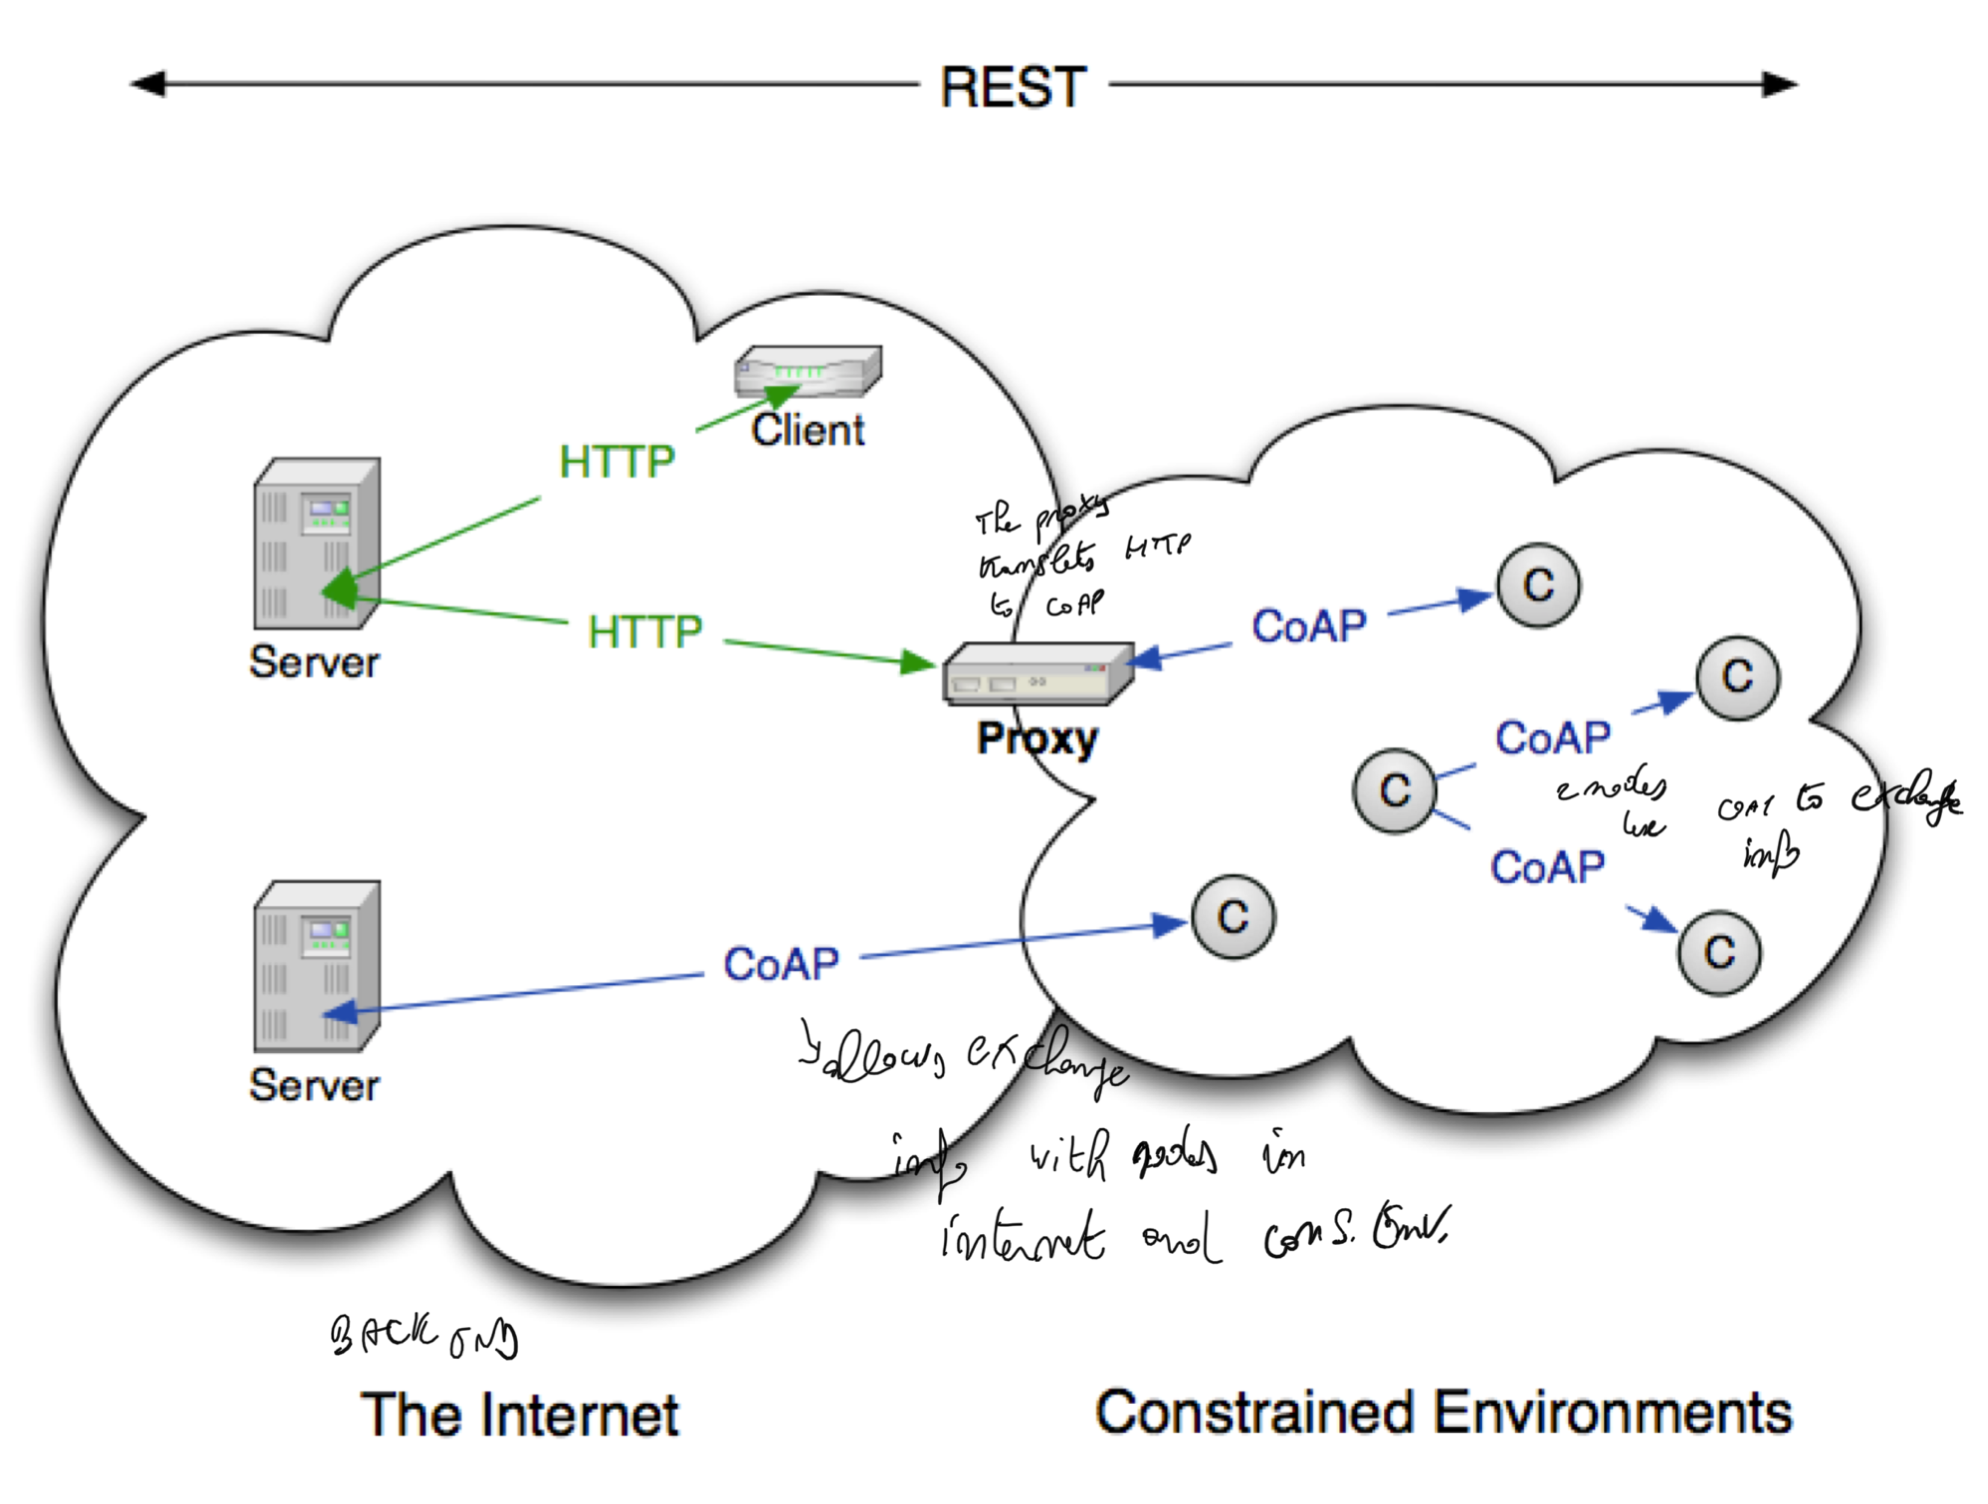 REST
Client
HTTP
The proxy
translets HTTP
to CoAP
C
CoAP
HTTP
Server
C
Proxy
CoAP
C
2 nodes
use
COAP to exchange
info
CoAP
C
C
CoAP
Server
allows exchange
info with nodes in
internet and cons. Env.
BACK END
The Internet
Constrained Environments